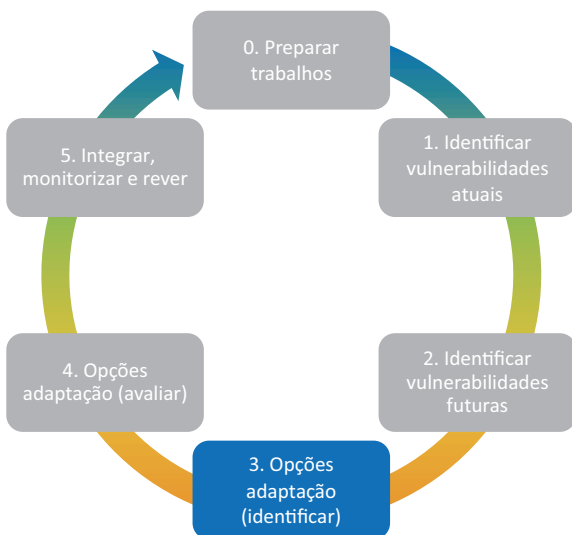 0. Preparar
trabalhos
1. Identificar
vulnerabilidades
atuais
2. Identificar
vulnerabilidades
futuras
3. Opções
adaptação
(identificar)
4. Opções
adaptação (avaliar)
5. Integrar,
monitorizar e rever